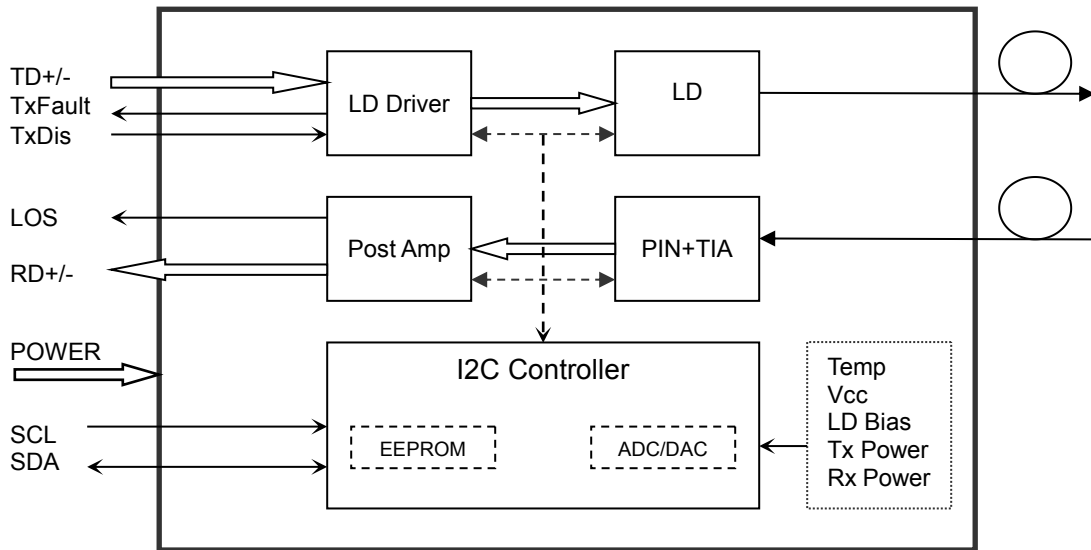 TD+/-
TxFault
TxDis
LD Driver
LD
LOS
RD+/-
Post Amp
PIN+TIA
POWER
SCL
SDA
I2C Controller
EEPROM
ADC/DAC
Temp
Vcc
LD Bias
Tx Power
Rx Power